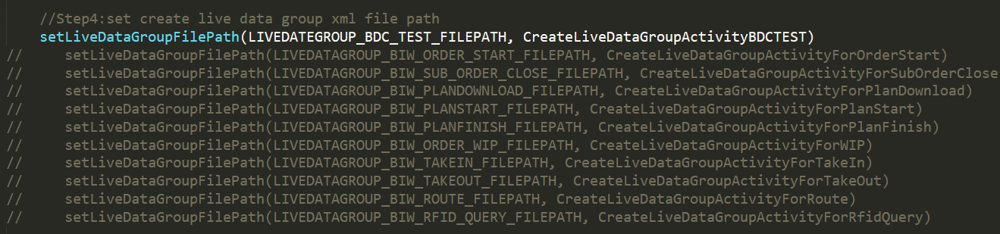 //Step4:set create live data group xml file path
setLiveDataGroupFilePath(LIVEDATEGROUP_BDC_TEST_FILEPATH, CreateLiveDataGroupActivityBDCTEST)
// setLiveDataGroupFilePath(LIVEDATAGROUP_BIW_ORDER_START_FILEPATH, CreateLiveDataGroupActivityForOrderStart)
// setLiveDataGroupFilePath(LIVEDATAGROUP_BIW_SUB_ORDER_CLOSE_FILEPATH, CreateLiveDataGroupActivityForSubOrderClose
// setLiveDataGroupFilePath(LIVEDATAGROUP_BIW_PLANDOWNLOAD_FILEPATH, CreateLiveDataGroupActivityForPlanDownload)
// setLiveDataGroupFilePath(LIVEDATAGROUP_BIW_PLANSTART_FILEPATH, CreateLiveDataGroupActivityForPlanStart)
// setLiveDataGroupFilePath(LIVEDATAGROUP_BIW_PLANFINISH_FILEPATH, CreateLiveDataGroupActivityForPlanFinish)
// setLiveDataGroupFilePath(LIVEDATAGROUP_BIW_ORDER_WIP_FILEPATH, CreateLiveDataGroupActivityForWIP)
// setLiveDataGroupFilePath(LIVEDATAGROUP_BIW_TAKEIN_FILEPATH, CreateLiveDataGroupActivityForTakeIn)
// setLiveDataGroupFilePath(LIVEDATAGROUP_BIW_TAKEOUT_FILEPATH, CreateLiveDataGroupActivityForTakeOut)
// setLiveDataGroupFilePath(LIVEDATAGROUP_BIW_ROUTE_FILEPATH, CreateLiveDataGroupActivityForRoute)
// setLiveDataGroupFilePath(LIVEDATAGROUP_BIW_RFID_QUERY_FILEPATH, CreateLiveDataGroupActivityForRfidQuery)